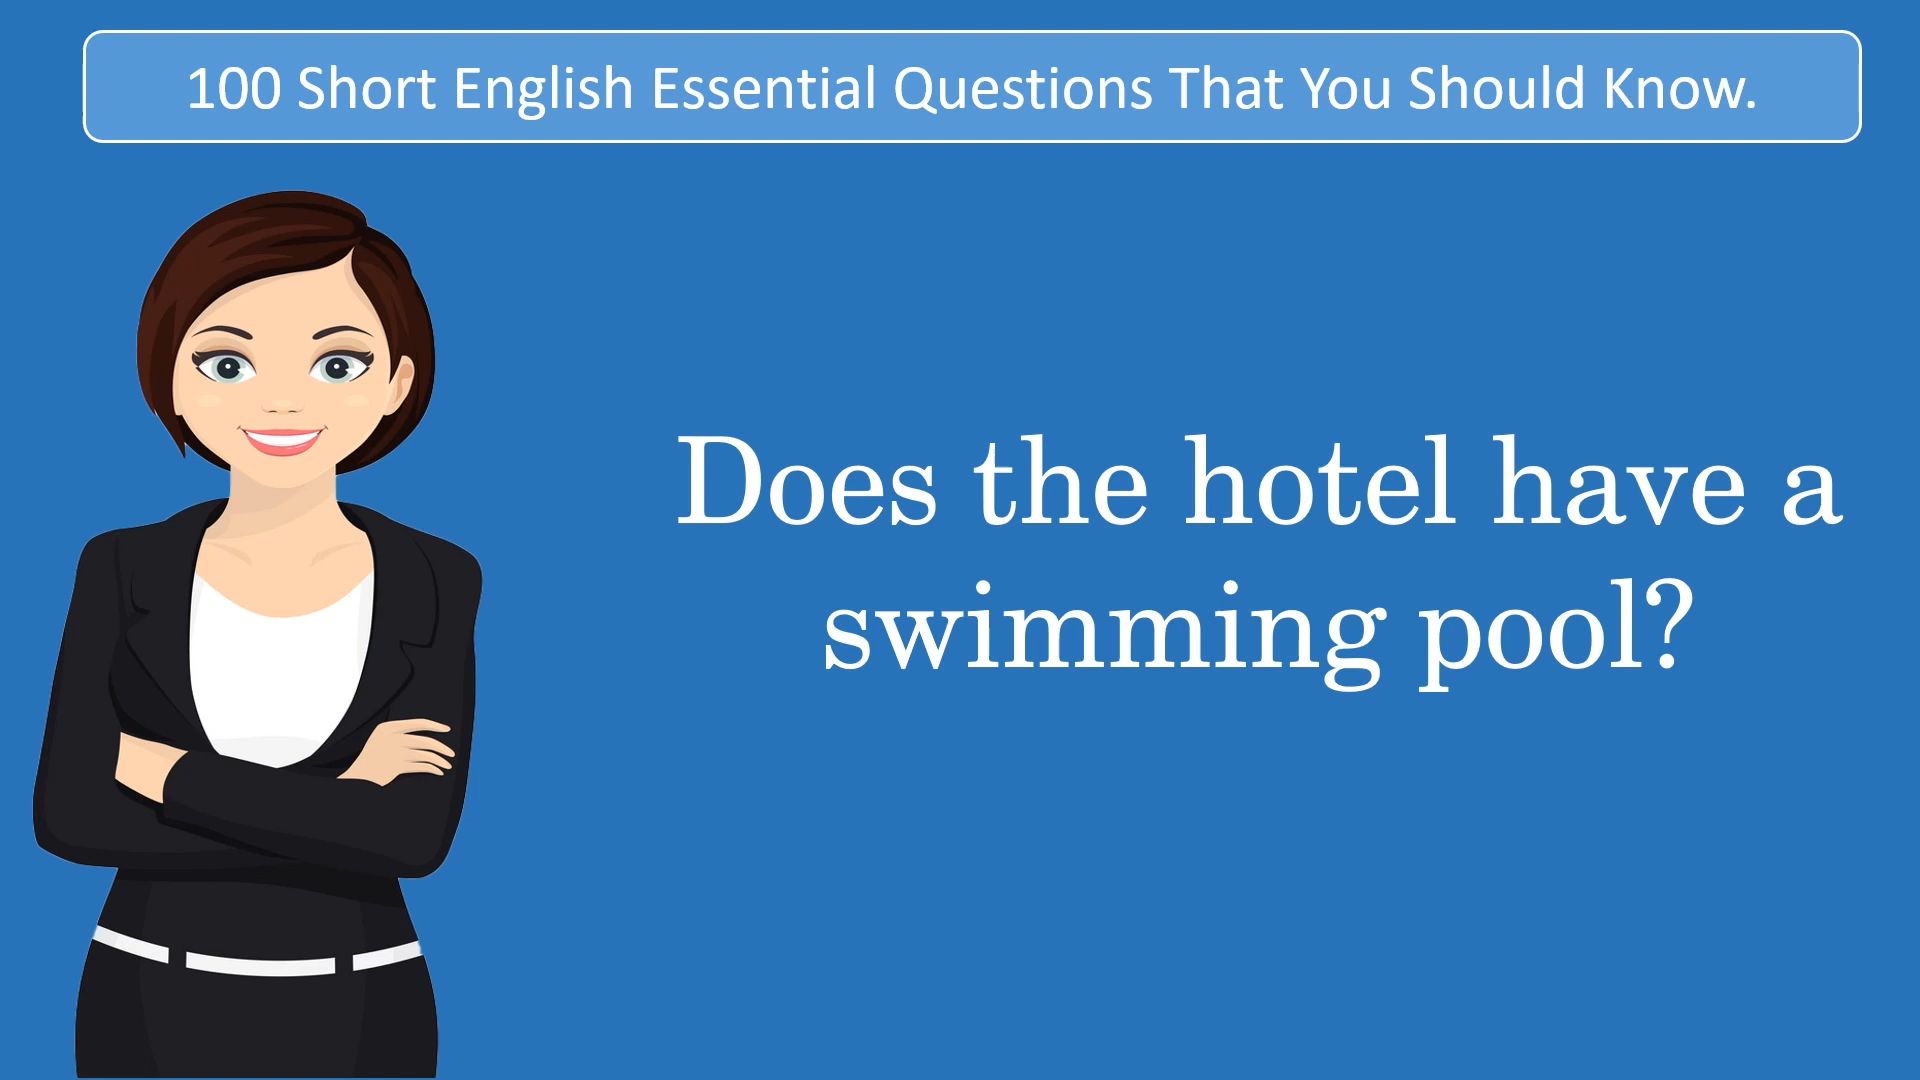 100 Short English Essential Questions That You Should Know.
Does the hotel have a
swimming pool?